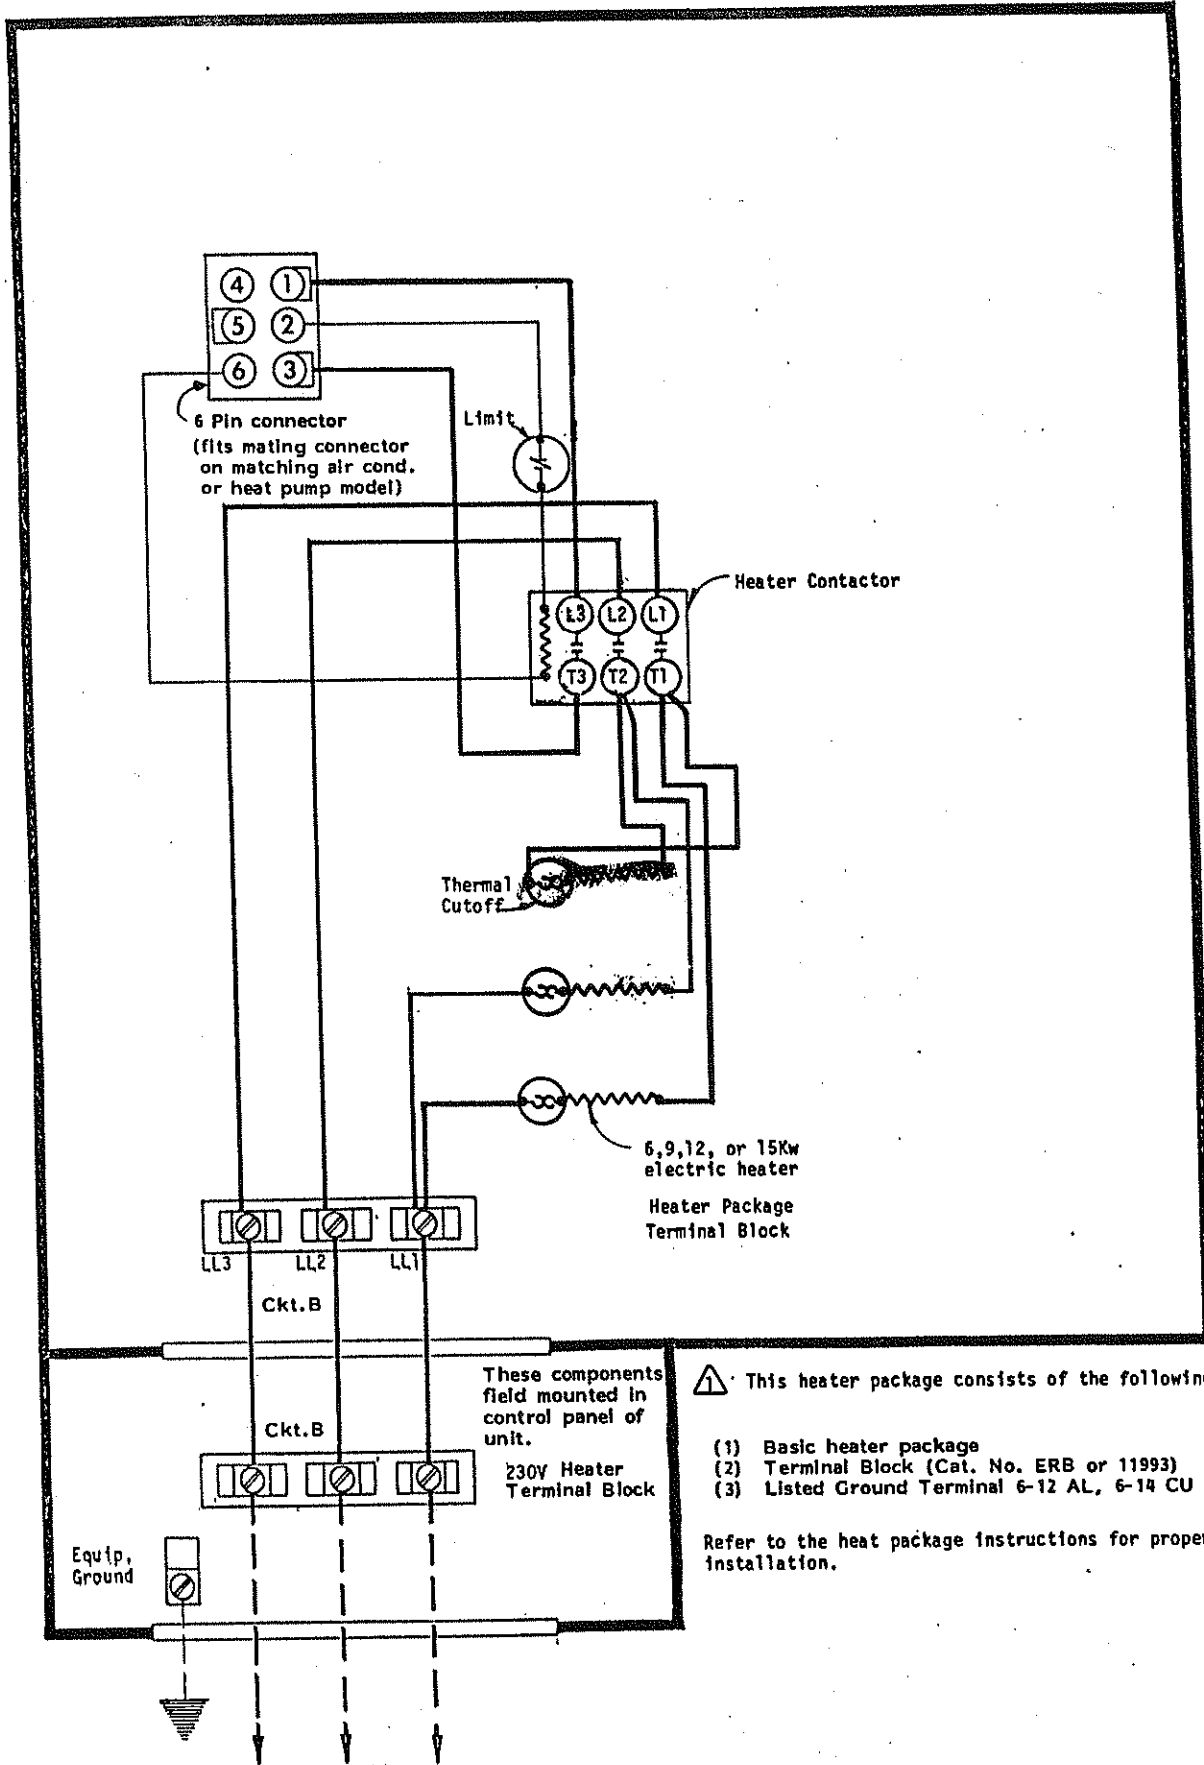 4 1
5 2
6 3
6 Pin connector
(fits mating connector
on matching air cond.
or heat pump model)
Limit
Heater Contactor
L3 L2 L1
T3 T2 T1
Thermal
Cutoff
6,9,12, or 15Kw
electric heater
Heater Package
Terminal Block
LL3 LL2 LL1
Ckt.B
These components
field mounted in
control panel of
unit.
Ckt.B
230V Heater
Terminal Block
Equip,
Ground
1 This heater package consists of the followin
(1) Basic heater package
(2) Terminal Block (Cat. No. ERB or 11993)
(3) Listed Ground Terminal 6-12 AL, 6-14 CU
Refer to the heat package instructions for prope
installation.